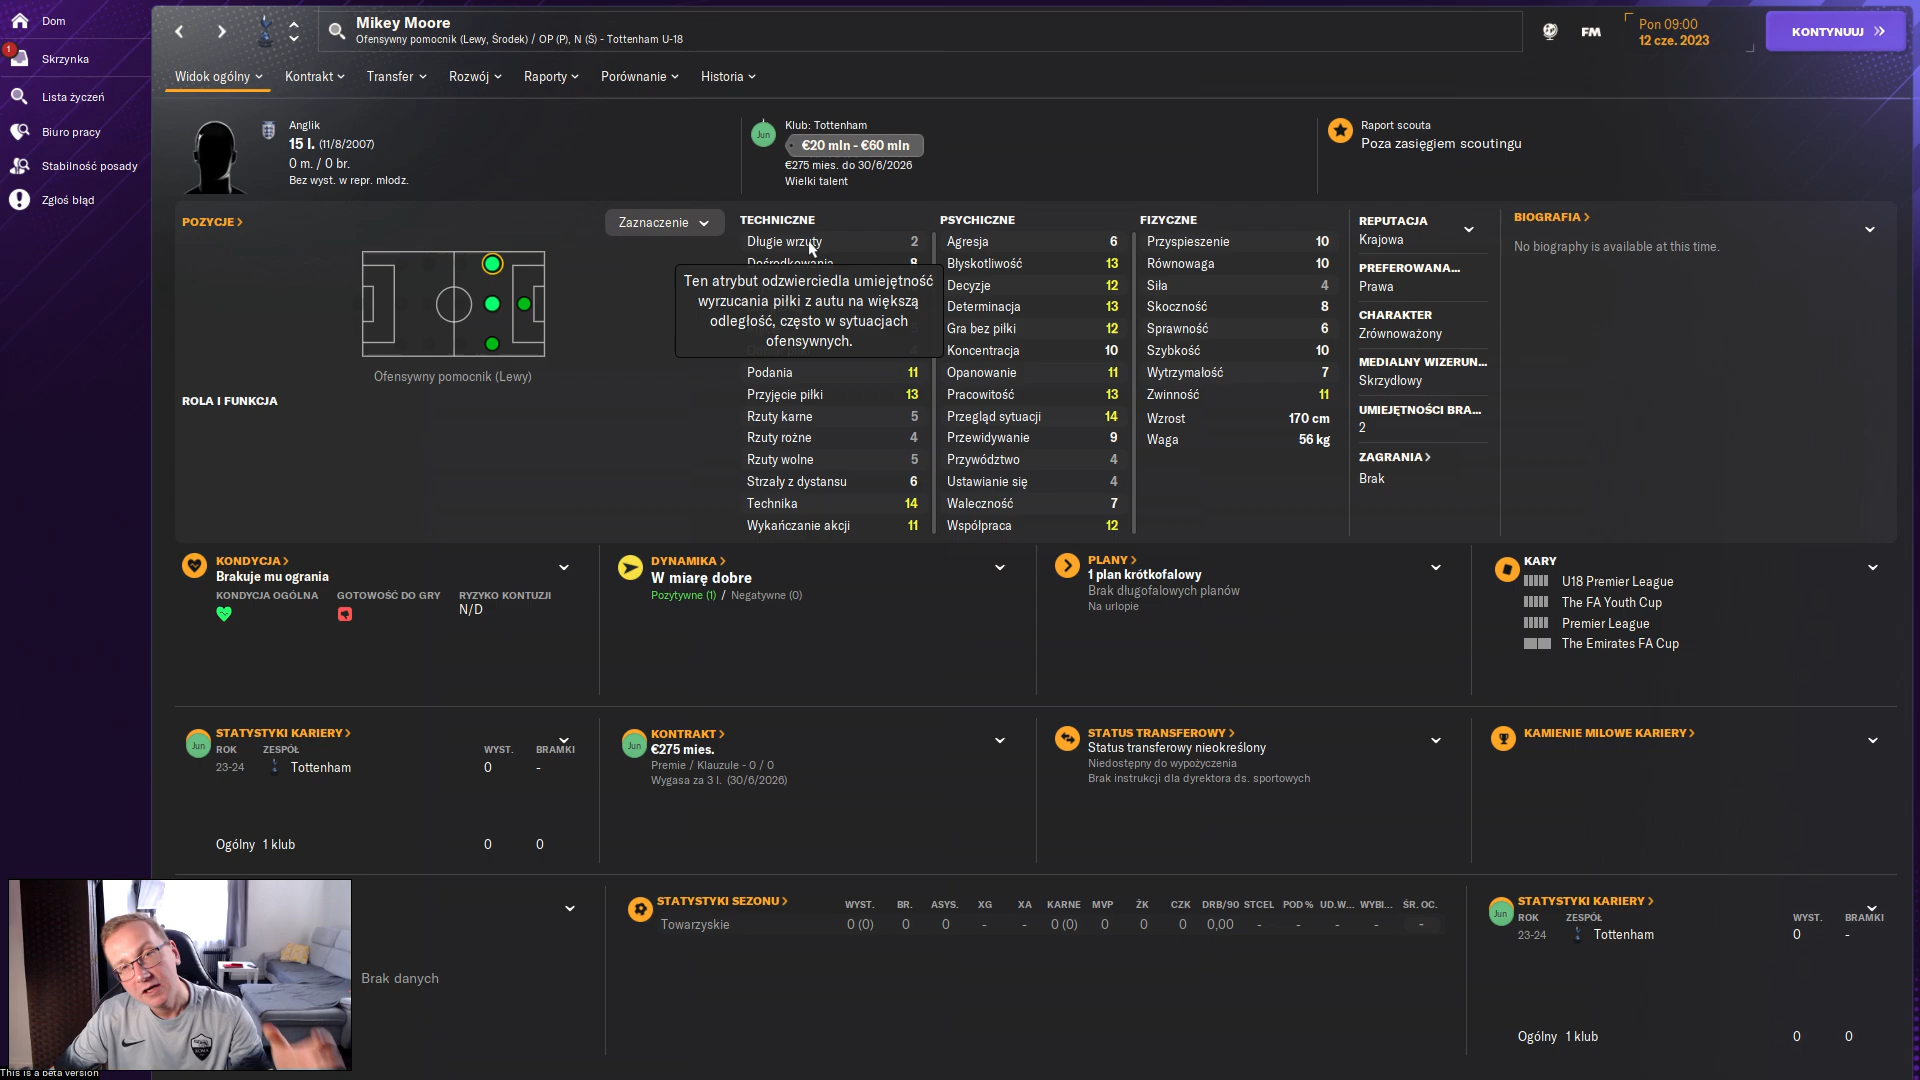 Dom
1
Skrzynka
Lista życzeń
Biuro pracy
Stabilność posady
Zgłoś błąd
Mikey Moore
Ofensywny pomocnik (Lewy, Środek) / OP (P), N (Ś) - Tottenham U-18
FM
Pon 09:00
12 cze. 2023
KONTYNUUJ
Widok ogólny
Kontrakt
Transfer
Rozwój
Raporty
Porównanie
Historia
Anglik
15 l. (11/8/2007)
0 m. / 0 br.
Bez wyst. w repr. młodz.
Jun
Klub: Tottenham
€20 mln - €60 mln
€275 mies. do 30/6/2026
Wielki talent
Raport scouta
Poza zasięgiem scoutingu
POZYCJE
Ofensywny pomocnik (Lewy)
ROLA I FUNKCJA
Zaznaczenie
TECHNICZNE
Długie wrzuty 2
Dośrodkowania 8
Ten atrybut odzwierciedla umiejętność
wyrzucania piłki z autu na większą
odległość, często w sytuacjach
ofensywnych.
Podania 11
Przyjęcie piłki 13
Rzuty karne 5
Rzuty rożne 4
Rzuty wolne 5
Strzały z dystansu 6
Technika 14
Wykańczanie akcji 11
PSYCHICZNE
Agresja 6
Błyskotliwość 13
Decyzje 12
Determinacja 13
Gra bez piłki 12
Koncentracja 10
Opanowanie 11
Pracowitość 13
Przegląd sytuacji 14
Przewidywanie 9
Przywództwo 4
Ustawianie się 4
Waleczność 7
Współpraca 12
FIZYCZNE
Przyspieszenie 10
Równowaga 10
Siła 4
Skoczność 8
Sprawność 6
Szybkość 10
Wytrzymałość 7
Zwinność 11
Wzrost 170 cm
Waga 56 kg
REPUTACJA
Krajowa
PREFEROWANA...
Prawa
CHARAKTER
Zrównoważony
MEDIALNY WIZERUN...
Skrzydłowy
UMIEJĘTNOŚCI BRA...
2
ZAGRANIA
Brak
BIOGRAFIA
No biography is available at this time.
KONDYCJA
Brakuje mu ogrania
KONDYCJA OGÓLNA GOTOWOŚĆ DO GRY RYZYKO KONTUZJI
N/D
DYNAMIKA
W miarę dobre
Pozytywne (1) / Negatywne (0)
PLANY
1 plan krótkofalowy
Brak długofalowych planów
Na urlopie
KARY
U18 Premier League
The FA Youth Cup
Premier League
The Emirates FA Cup
Jun
STATYSTYKI KARIERY
ROK ZESPÓŁ WYST. BRAMKI
23-24 Tottenham 0 -
Ogólny 1 klub 0 0
Jun
KONTRAKT
€275 mies.
Premie / Klauzule - 0 / 0
Wygasa za 3 l. (30/6/2026)
STATUS TRANSFEROWY
Status transferowy nieokreślony
Niedostępny do wypożyczenia
Brak instrukcji dla dyrektora ds. sportowych
KAMIENIE MILOWE KARIERY
Brak danych
STATYSTYKI SEZONU WYST. BR. ASYS. XG XA KARNE MVP ŻK CZK DRB/90 STCEL POD % UD.W... WYBI... ŚR. OC.
Towarzyskie 0 (0) 0 0 - - 0 (0) 0 0 0 0,00 - - - - -
Jun
STATYSTYKI KARIERY
ROK ZESPÓŁ WYST. BRAMKI
23-24 Tottenham 0 -
Ogólny 1 klub 0 0
ROMA
This is a beta version